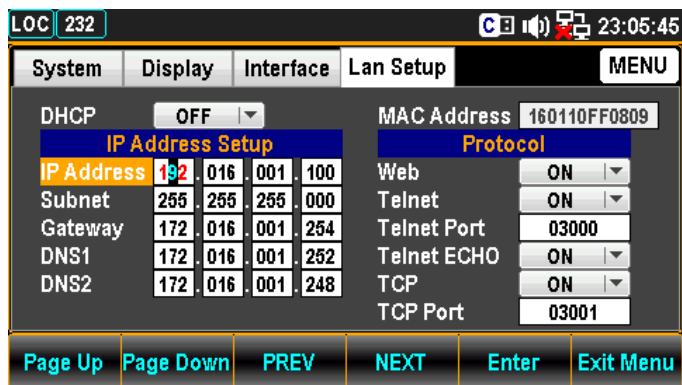 LOC 232 C 23:05:45
System Display Interface Lan Setup MENU
DHCP OFF MAC Address 160110FF0809
IP Address Setup Protocol
IP Address 192.016.001.100 Web ON
Subnet 255.255.255.000 Telnet ON
Gateway 172.016.001.254 Telnet Port 03000
DNS1 172.016.001.252 Telnet ECHO ON
DNS2 172.016.001.248 TCP ON
TCP Port 03001
Page Up Page Down PREV NEXT Enter Exit Menu